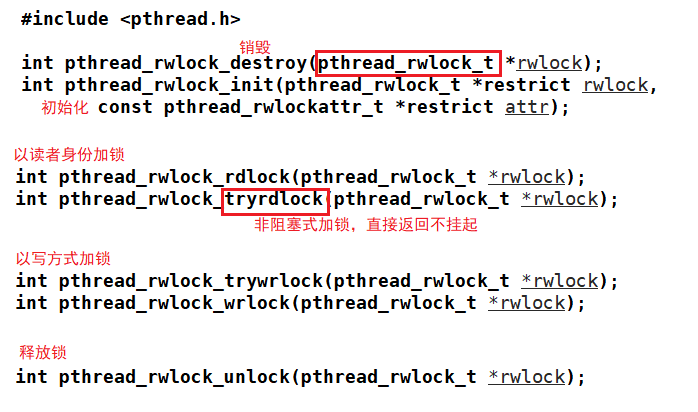 #include <pthread.h>
销毁
int pthread_rwlock_destroy(pthread_rwlock_t *rwlock);
int pthread_rwlock_init(pthread_rwlock_t *restrict rwlock,
初始化 const pthread_rwlockattr_t *restrict attr);
以读者身份加锁
int pthread_rwlock_rdlock(pthread_rwlock_t *rwlock);
int pthread_rwlock_tryrdlock(pthread_rwlock_t *rwlock);
非阻塞式加锁，直接返回不挂起
以写方式加锁
int pthread_rwlock_trywrlock(pthread_rwlock_t *rwlock);
int pthread_rwlock_wrlock(pthread_rwlock_t *rwlock);
释放锁
int pthread_rwlock_unlock(pthread_rwlock_t *rwlock);